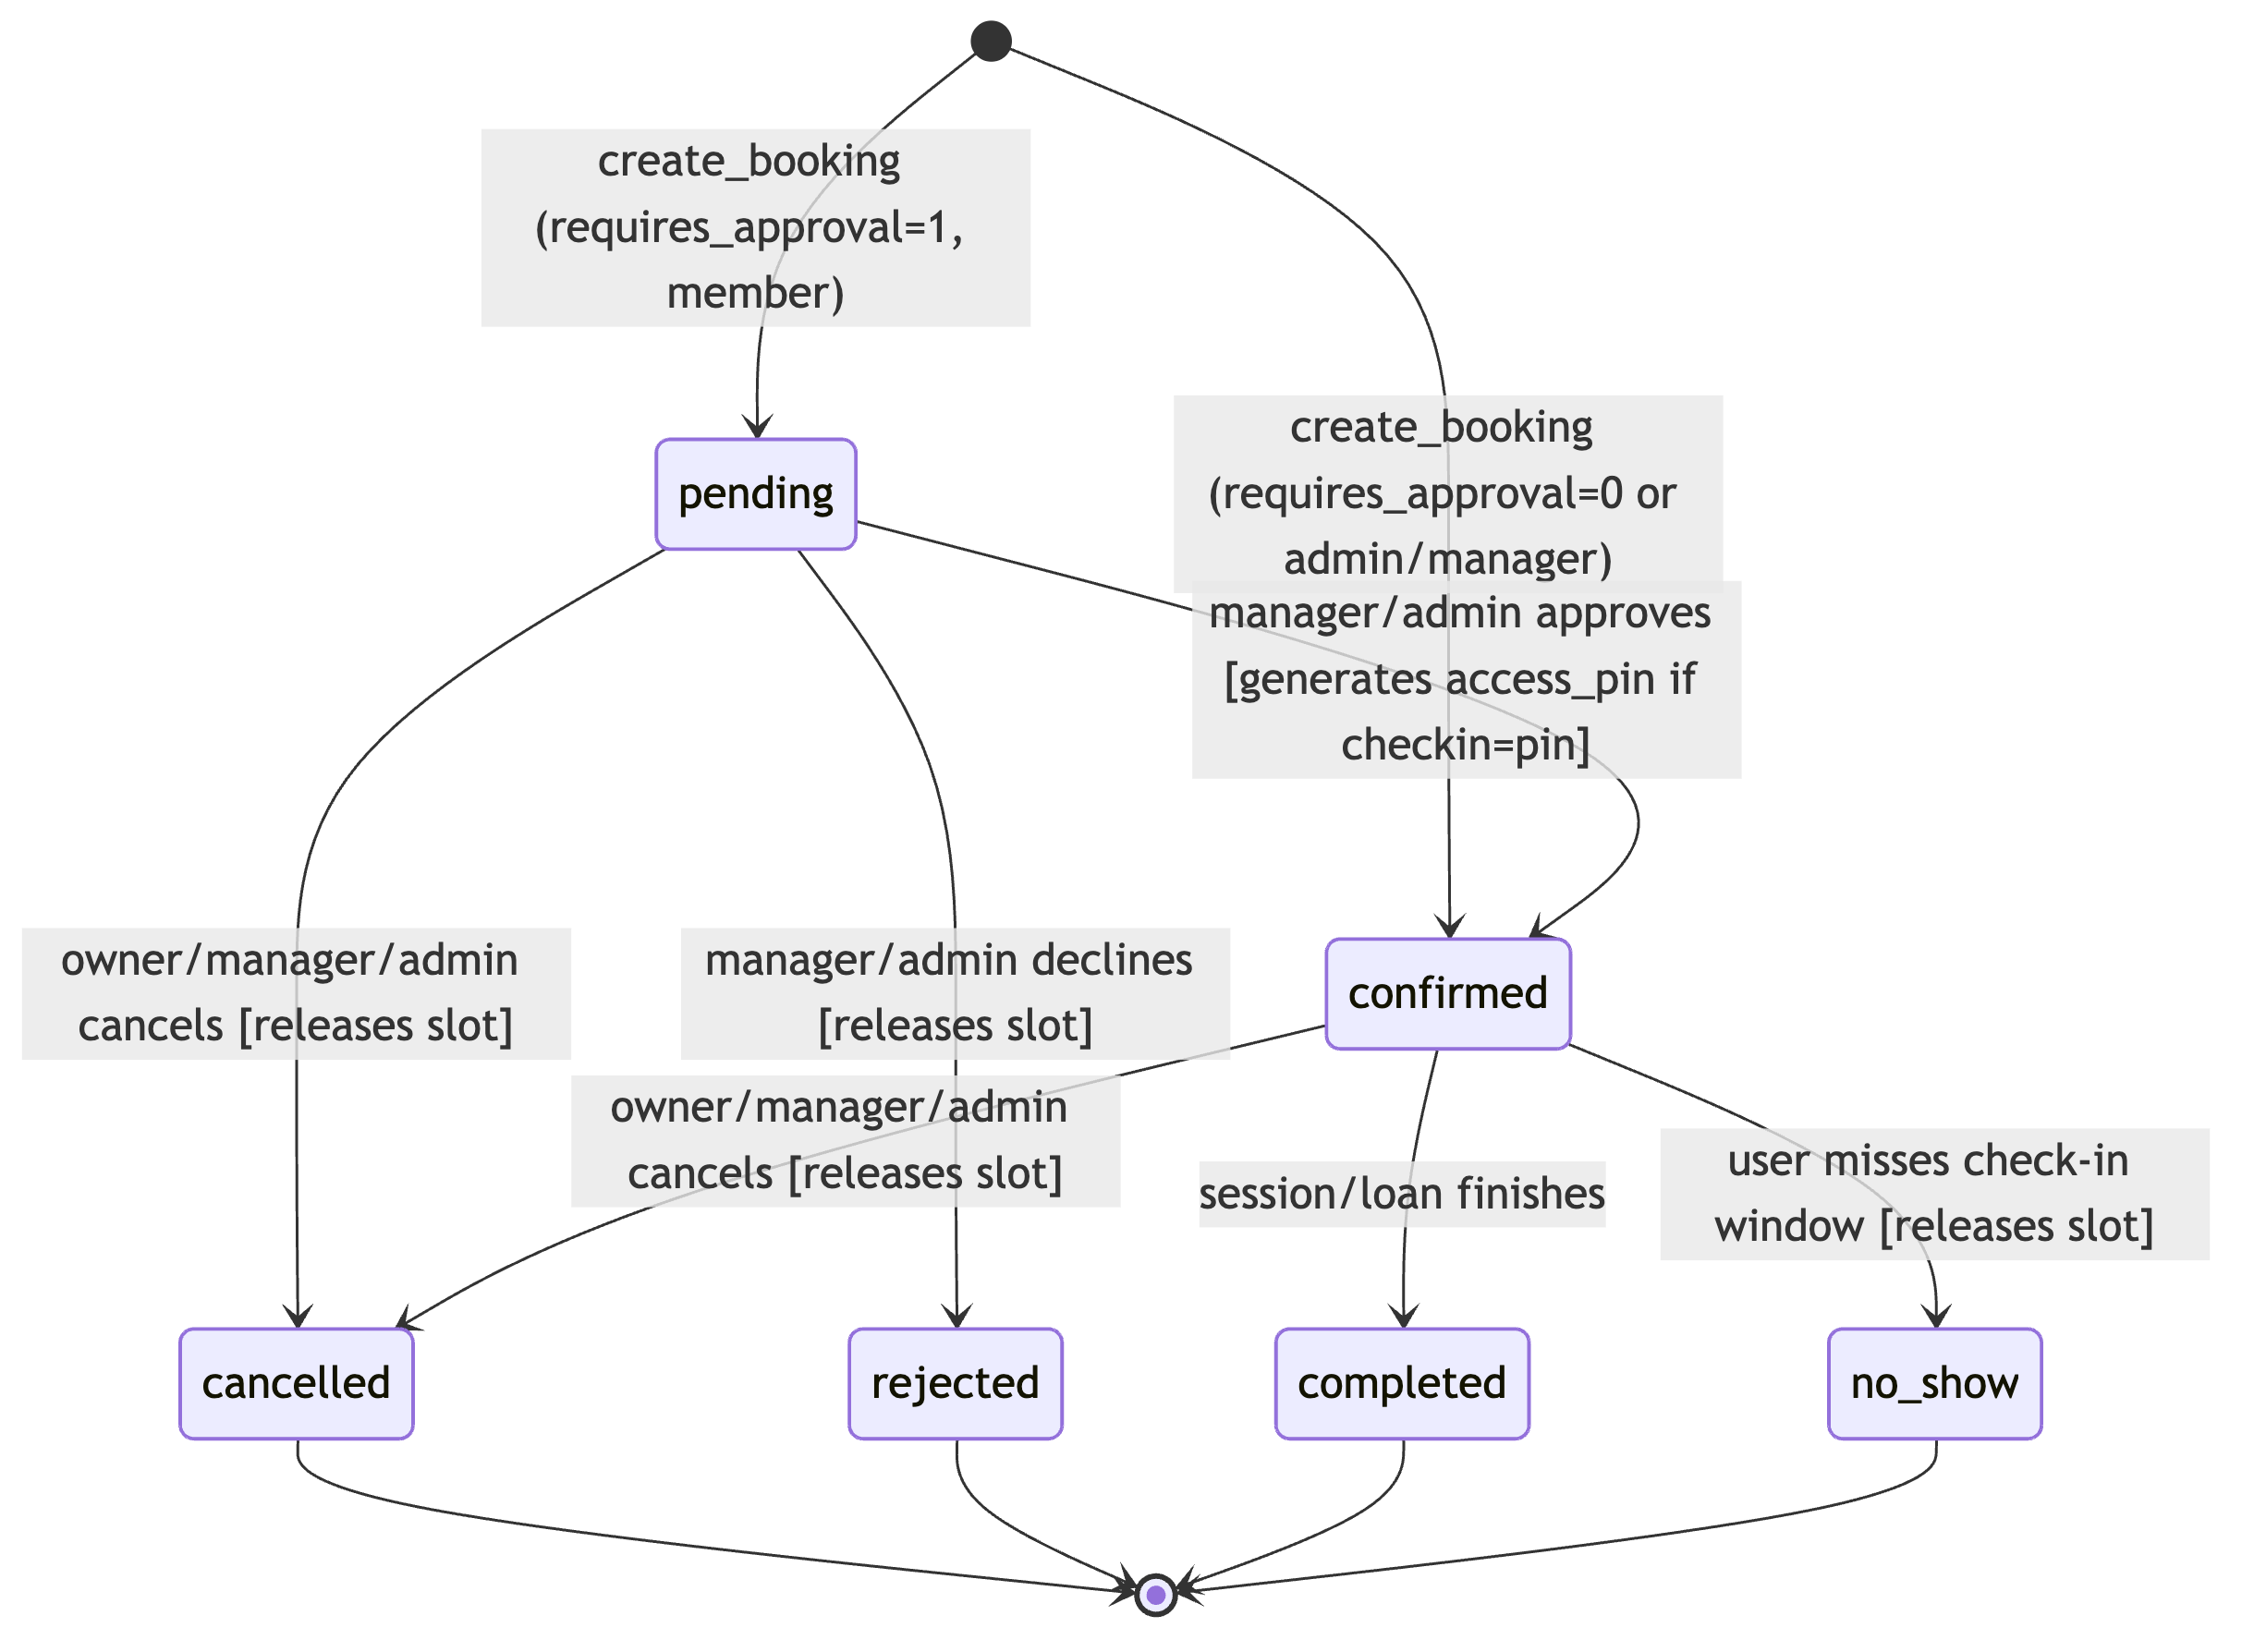 create_booking
(requires_approval=1,
member)
pending
create_booking
(requires_approval=0 or
admin/manager)
manager/admin approves
[generates access_pin if
checkin=pin]
owner/manager/admin
cancels [releases slot]
manager/admin declines
[releases slot]
confirmed
owner/manager/admin
cancels [releases slot]
session/loan finishes
user misses check-in
window [releases slot]
cancelled
rejected
completed
no_show